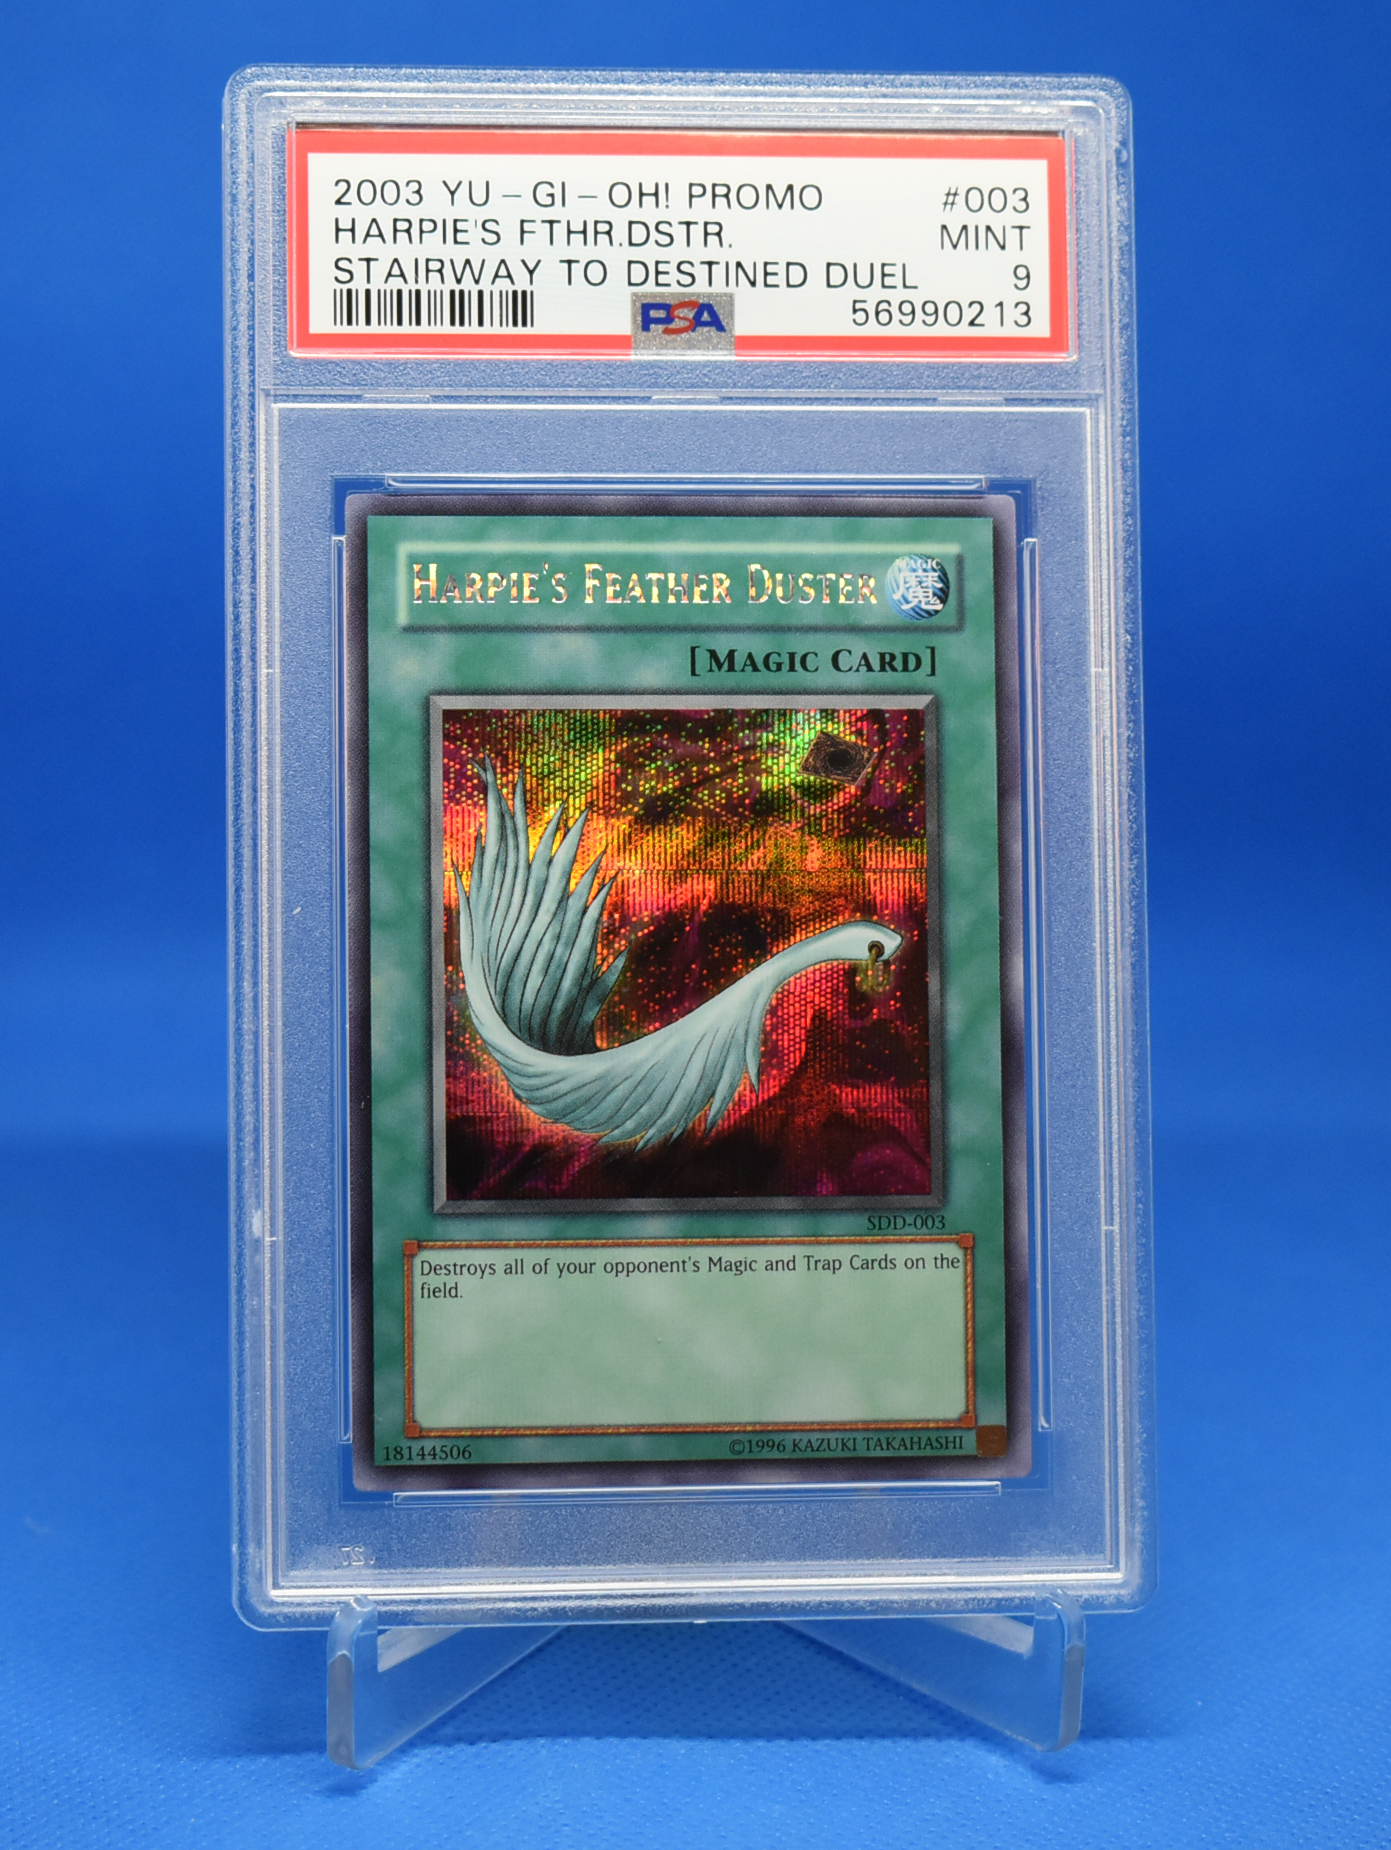 2003 YU-GI-OH! PROMO #003
HARPIE'S FTHR.DSTR. MINT
STAIRWAY TO DESTINED DUEL 9
PSA 56990213
HARPIE'S FEATHER DUSTER
MAGIC
魔
[MAGIC CARD]
SDD-003
Destroys all of your opponent's Magic and Trap Cards on the
field.
18144506 ©1996 KAZUKI TAKAHASHI